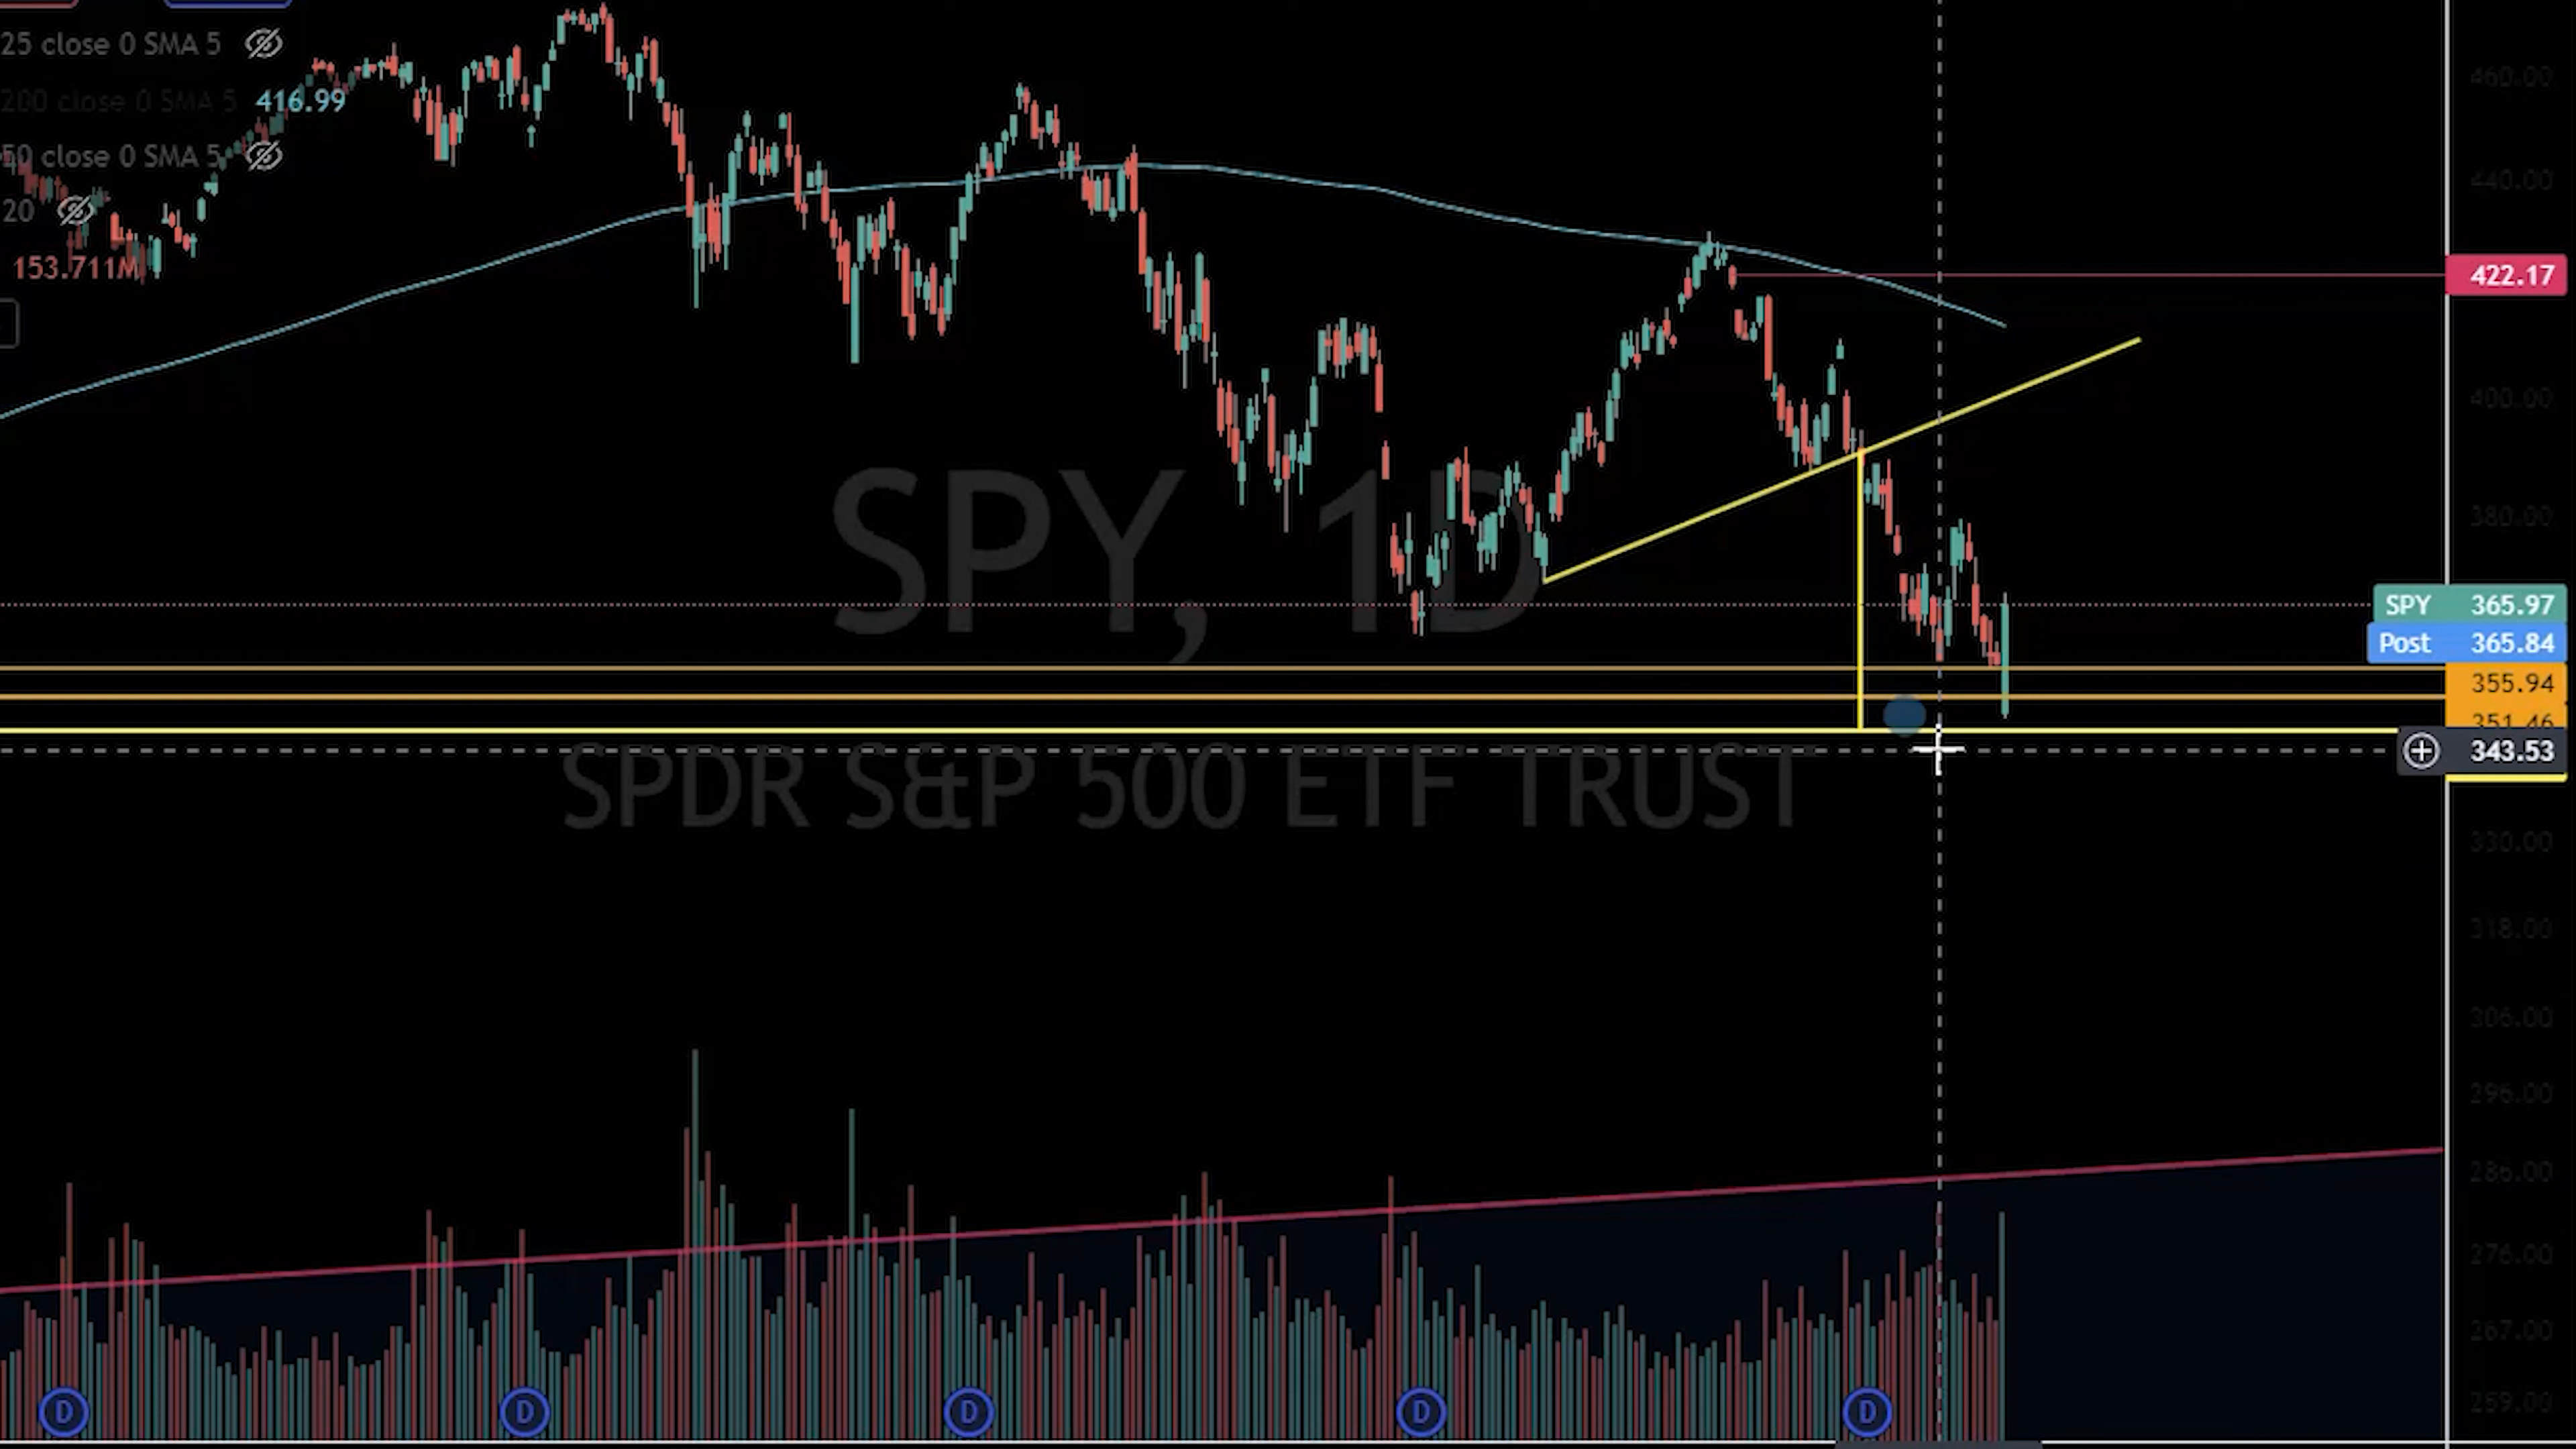 25 close 0 SMA 5
200 close 0 SMA 5 416.99
50 close 0 SMA 5
20
153.711M
SPY, 1D
SPDR S&P 500 ETF TRUST
460.00
440.00
422.17
400.00
380.00
SPY 365.97
Post 365.84
355.94
351.46
343.53
330.00
318.00
306.00
296.00
286.00
276.00
267.00
259.00
D D D D D